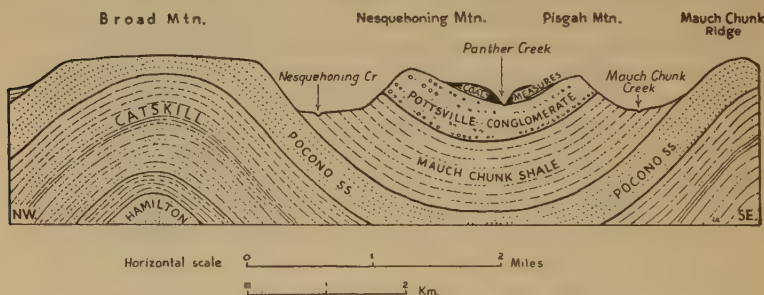 Broad Mtn.
Nesquehoning Mtn.
Pisgah Mtn.
Mauch Chunk
Ridge
Nesquehoning Cr
Panther Creek
Mauch Chunk
Creek
COAL MEASURES
POTTSVILLE CONGLOMERATE
CATSKILL
POCONO SS
MAUCH CHUNK SHALE
POCONO SS
HAMILTON
NW.
SE.
Horizontal scale 0 1 2 Miles
1 2 Km.